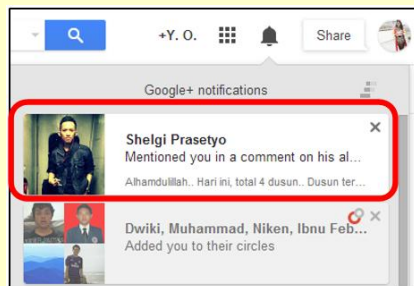 +Y. O.
Share
Google+ notifications
Shelgi Prasetyo
Mentioned you in a comment on his al...
Alhamdulillah.. Hari ini, total 4 dusun.. Dusun ter...
Dwiki, Muhammad, Niken, Ibnu Feb...
Added you to their circles